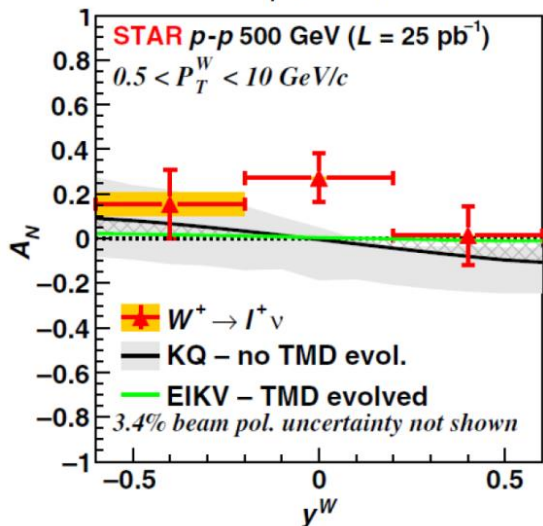 STAR p-p 500 GeV (L = 25 pb⁻¹)
0.5 < P_T^W < 10 GeV/c
1
0.8
0.6
0.4
0.2
0
−0.2
−0.4
−0.6
−0.8
−1
A_N
W⁺ → l⁺ ν
KQ – no TMD evol.
EIKV – TMD evolved
3.4% beam pol. uncertainty not shown
−0.5 0 0.5
y^W